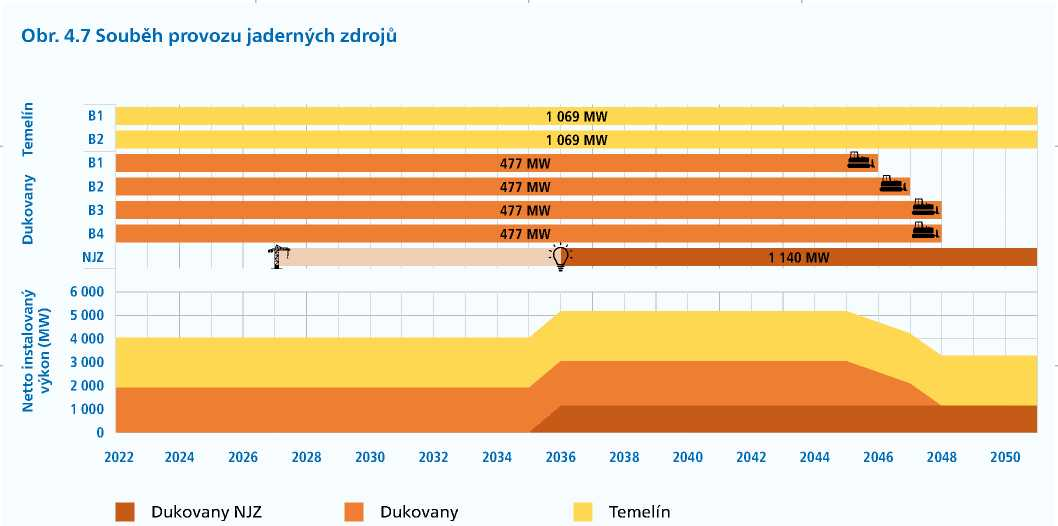 Obr. 4.7 Souběh provozu jaderných zdrojů
Temelín
B1
1 069 MW
B2
1 069 MW
Dukovany
B1
477 MW
B2
477 MW
B3
477 MW
B4
477 MW
NJZ
1 140 MW
Netto instalovaný
výkon (MW)
6 000
5 000
4 000
3 000
2 000
1 000
0
2022 2024 2026 2028 2030 2032 2034 2036 2038 2040 2042 2044 2046 2048 2050
Dukovany NJZ Dukovany Temelín